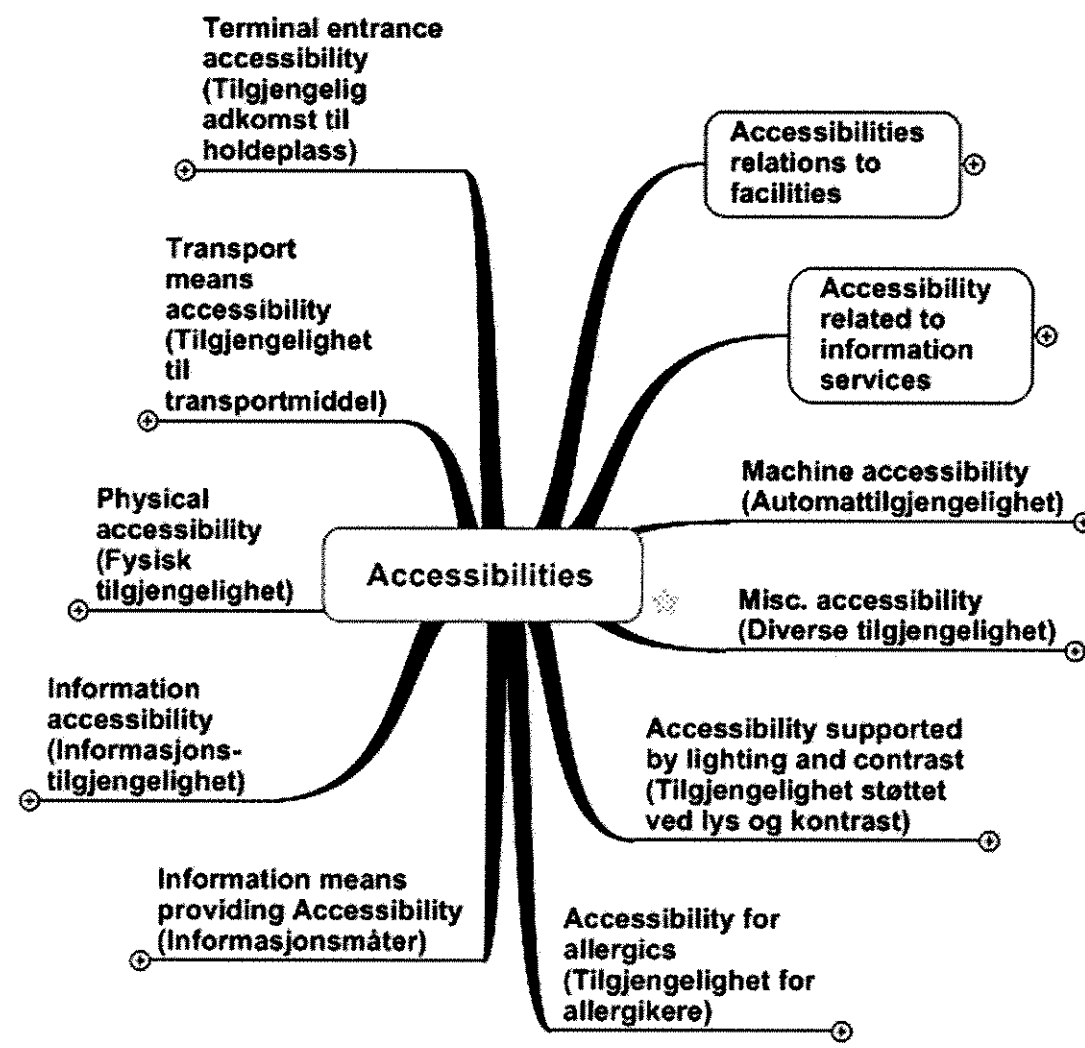 Terminal entrance
accessibility
(Tilgjengelig
adkomst til
holdeplass)
Transport
means
accessibility
(Tilgjengelighet
til
transportmiddel)
Physical
accessibility
(Fysisk
tilgjengelighet)
Information
accessibility
(Informasjons-
tilgjengelighet)
Information means
providing Accessibility
(Informasjonsmåter)
Accessibilities
Accessibilities
relations to
facilities
Accessibility
related to
information
services
Machine accessibility
(Automattilgjengelighet)
Misc. accessibility
(Diverse tilgjengelighet)
Accessibility supported
by lighting and contrast
(Tilgjengelighet støttet
ved lys og kontrast)
Accessibility for
allergics
(Tilgjengelighet for
allergikere)